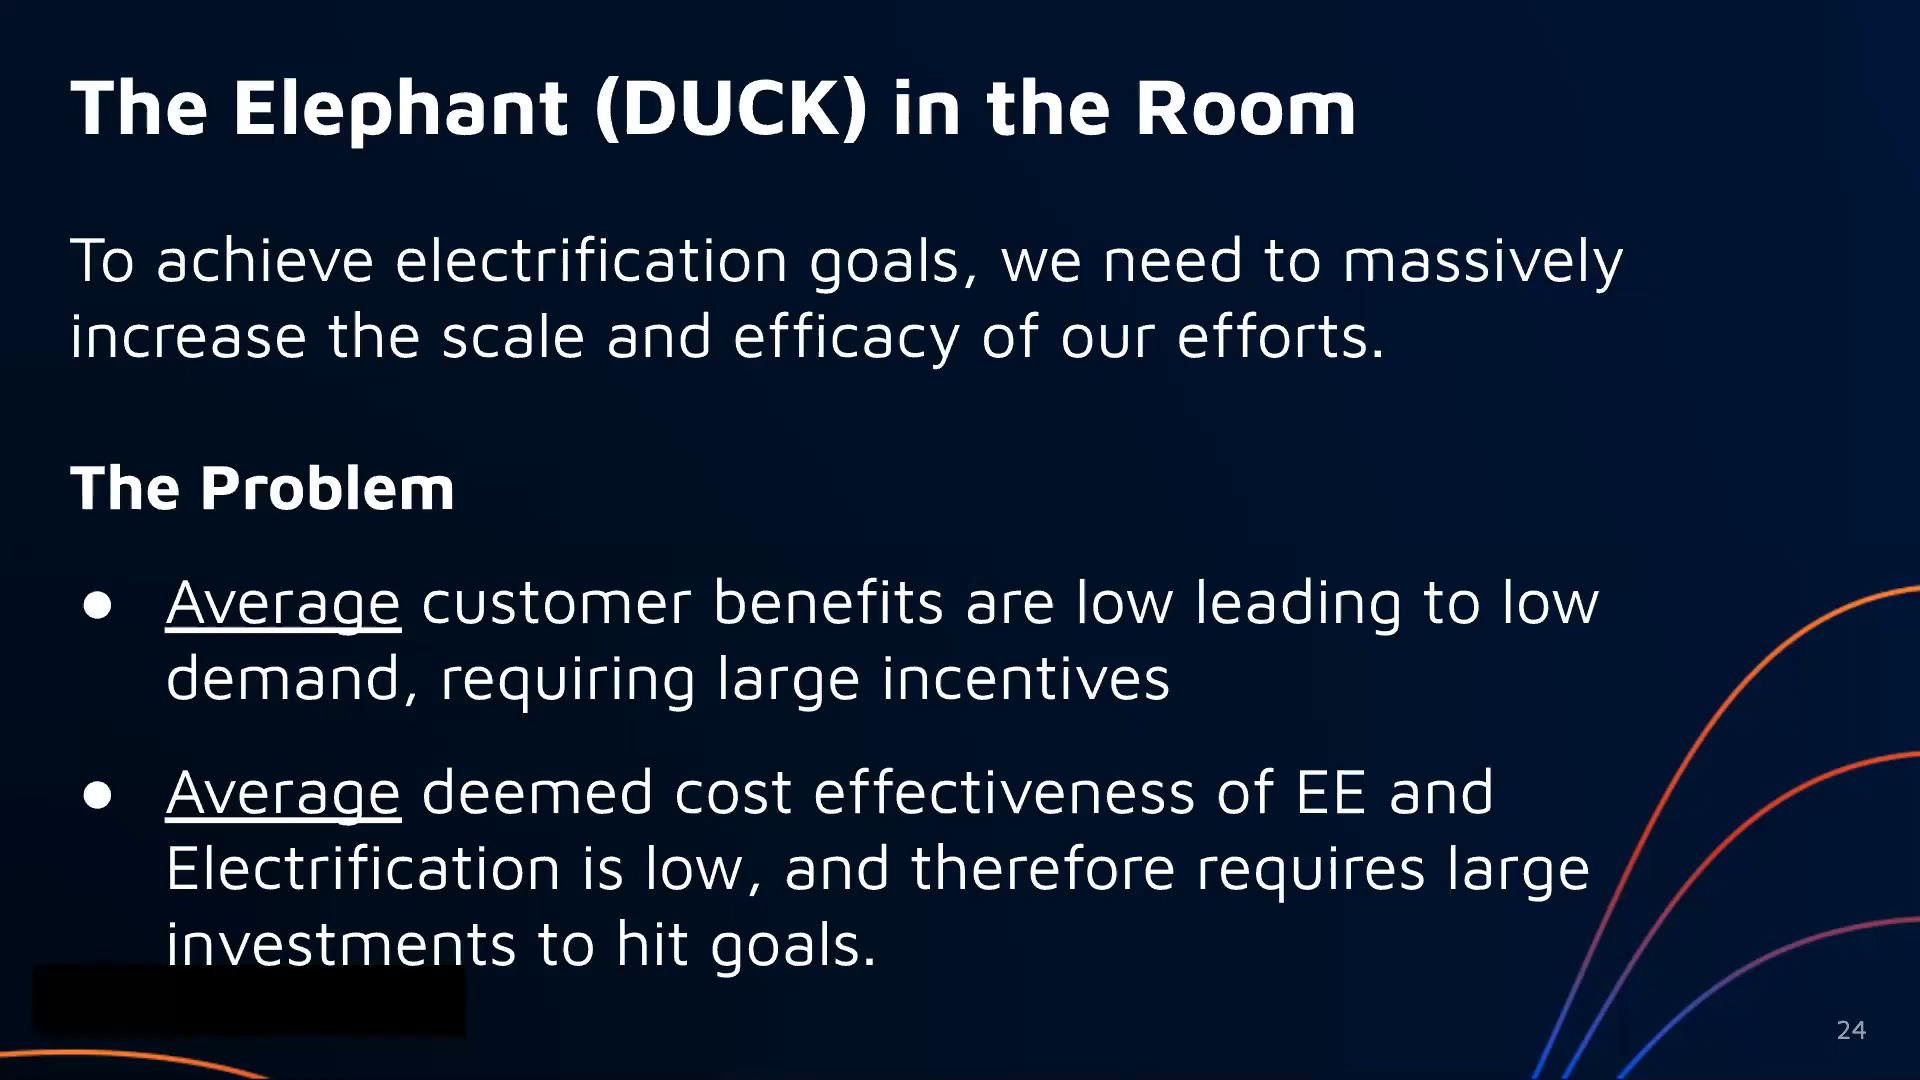 The Elephant (DUCK) in the Room
To achieve electrification goals, we need to massively
increase the scale and efficacy of our efforts.
The Problem
● Average customer benefits are low leading to low
demand, requiring large incentives
● Average deemed cost effectiveness of EE and
Electrification is low, and therefore requires large
investments to hit goals.
24